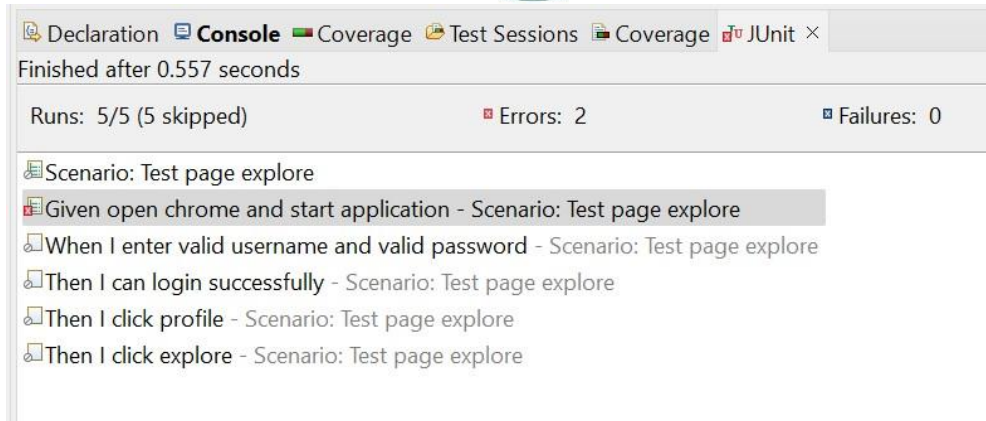 Declaration Console Coverage Test Sessions Coverage JUnit
Finished after 0.557 seconds
Runs: 5/5 (5 skipped) Errors: 2 Failures: 0
Scenario: Test page explore
Given open chrome and start application - Scenario: Test page explore
When I enter valid username and valid password - Scenario: Test page explore
Then I can login successfully - Scenario: Test page explore
Then I click profile - Scenario: Test page explore
Then I click explore - Scenario: Test page explore